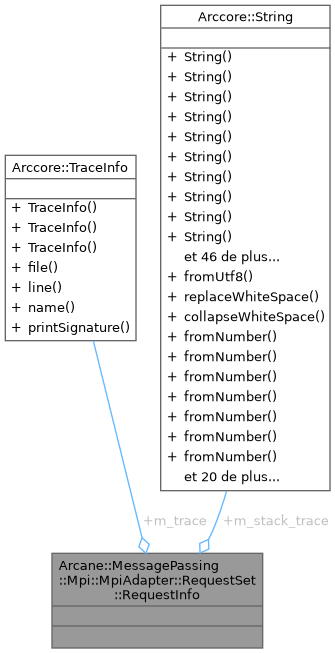 Arccore::String
+ String()
+ String()
+ String()
+ String()
+ String()
+ String()
+ String()
+ String()
+ String()
+ String()
et 46 de plus...
+ fromUtf8()
+ replaceWhiteSpace()
+ collapseWhiteSpace()
+ fromNumber()
+ fromNumber()
+ fromNumber()
+ fromNumber()
+ fromNumber()
+ fromNumber()
+ fromNumber()
et 20 de plus...
Arccore::TraceInfo
+ TraceInfo()
+ TraceInfo()
+ TraceInfo()
+ file()
+ line()
+ name()
+ printSignature()
+m_trace
+m_stack_trace
Arcane::MessagePassing
::Mpi::MpiAdapter::RequestSet
::RequestInfo